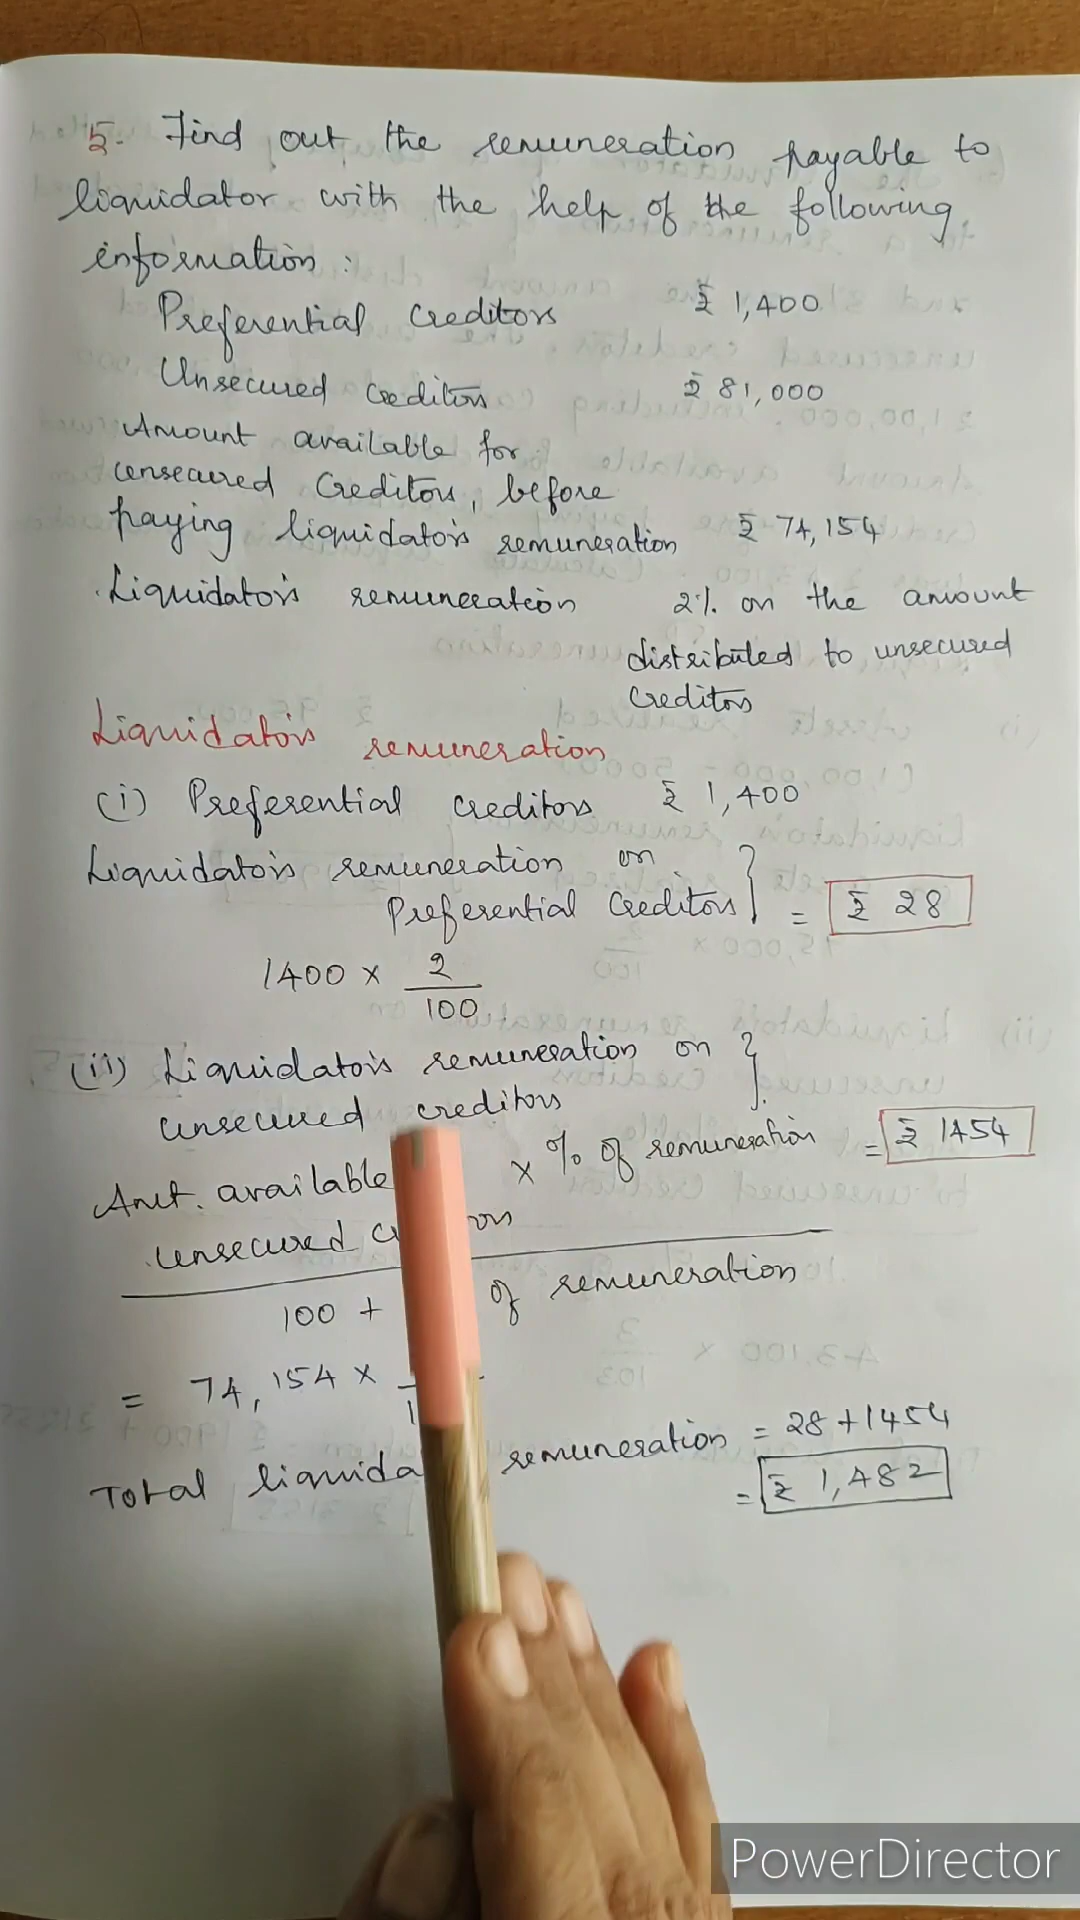 5. Find out the remuneration payable to
liquidator with the help of the following
information :
Preferential Creditors ₹ 1,400
Unsecured Creditors ₹ 81,000
Amount available for
unsecured Creditors, before
paying liquidator's remuneration ₹ 74,154
Liquidator's remuneration 2% on the amount
distributed to unsecured
Creditors
Liquidator's remuneration
(i) Preferential creditors ₹ 1,400
Liquidator's remuneration on
Preferential Creditors } = ₹ 28
1400 × 2
100
(ii) Liquidator's remuneration on }
unsecured creditors
Amt. available × % of remuneration = ₹ 1454
unsecured
100 + of remuneration
= 74,154 ×
Total remuneration = 28 + 1454
= ₹ 1,482
PowerDirector